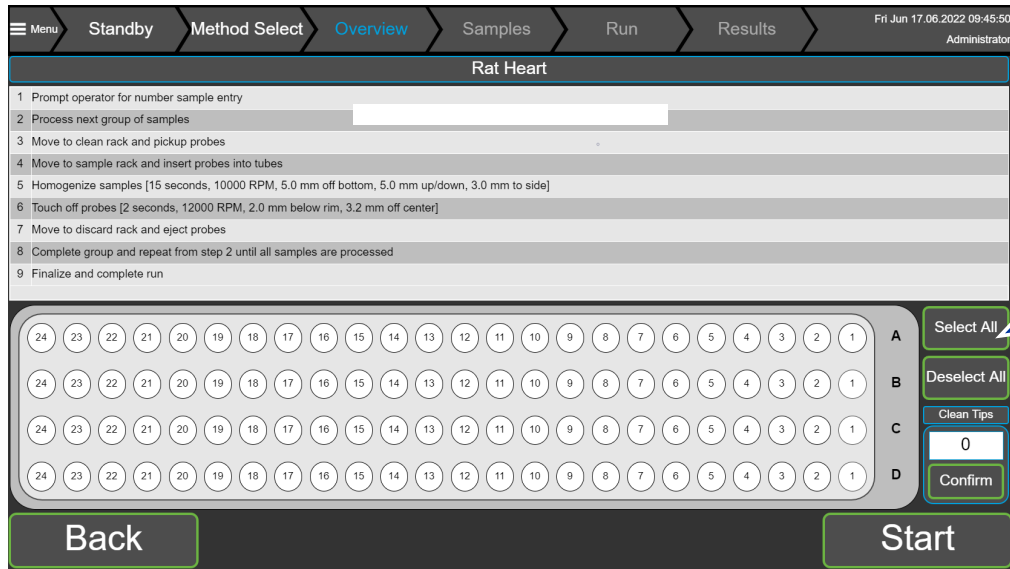 Menu Standby Method Select Overview Samples Run Results Fri Jun 17.06.2022 09:45:50
Administrator
Rat Heart
1 Prompt operator for number sample entry
2 Process next group of samples
3 Move to clean rack and pickup probes
4 Move to sample rack and insert probes into tubes
5 Homogenize samples [15 seconds, 10000 RPM, 5.0 mm off bottom, 5.0 mm up/down, 3.0 mm to side]
6 Touch off probes [2 seconds, 12000 RPM, 2.0 mm below rim, 3.2 mm off center]
7 Move to discard rack and eject probes
8 Complete group and repeat from step 2 until all samples are processed
9 Finalize and complete run
24 23 22 21 20 19 18 17 16 15 14 13 12 11 10 9 8 7 6 5 4 3 2 1 A Select All
24 23 22 21 20 19 18 17 16 15 14 13 12 11 10 9 8 7 6 5 4 3 2 1 B Deselect All
Clean Tips
24 23 22 21 20 19 18 17 16 15 14 13 12 11 10 9 8 7 6 5 4 3 2 1 C 0
24 23 22 21 20 19 18 17 16 15 14 13 12 11 10 9 8 7 6 5 4 3 2 1 D Confirm
Back Start